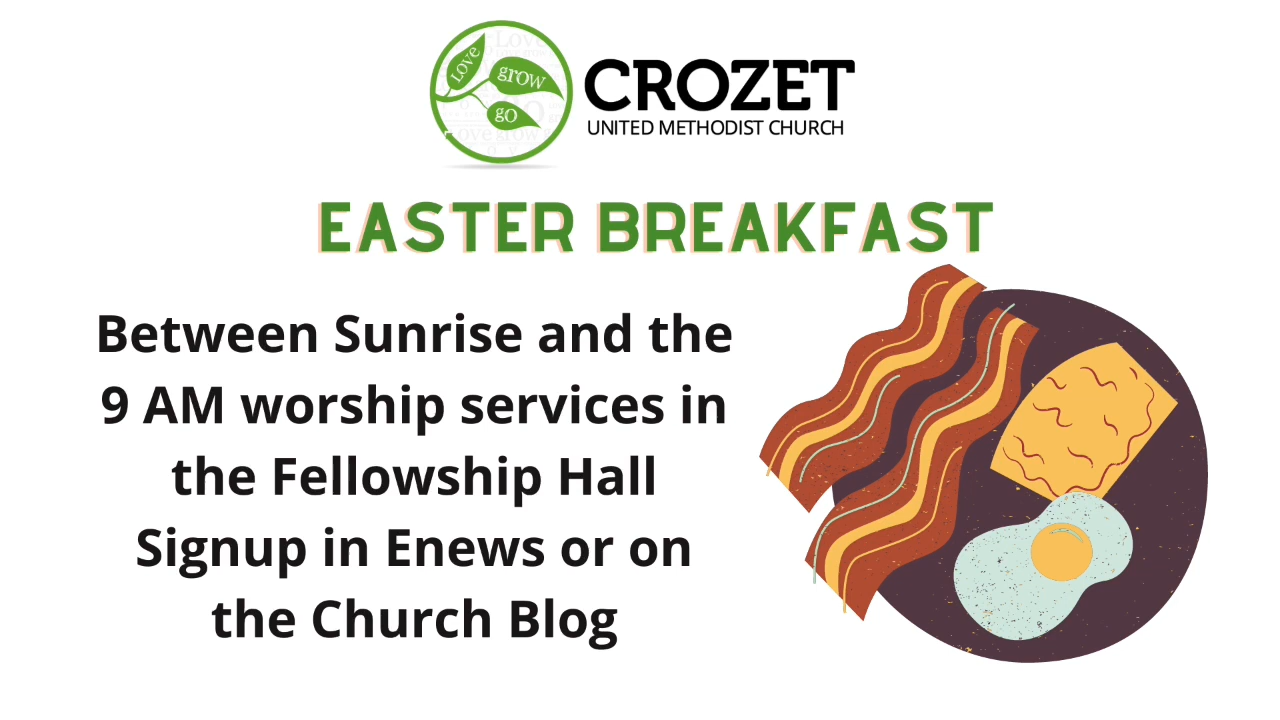 Love
grow
go
CROZET
UNITED METHODIST CHURCH
EASTER BREAKFAST
Between Sunrise and the
9 AM worship services in
the Fellowship Hall
Signup in Enews or on
the Church Blog